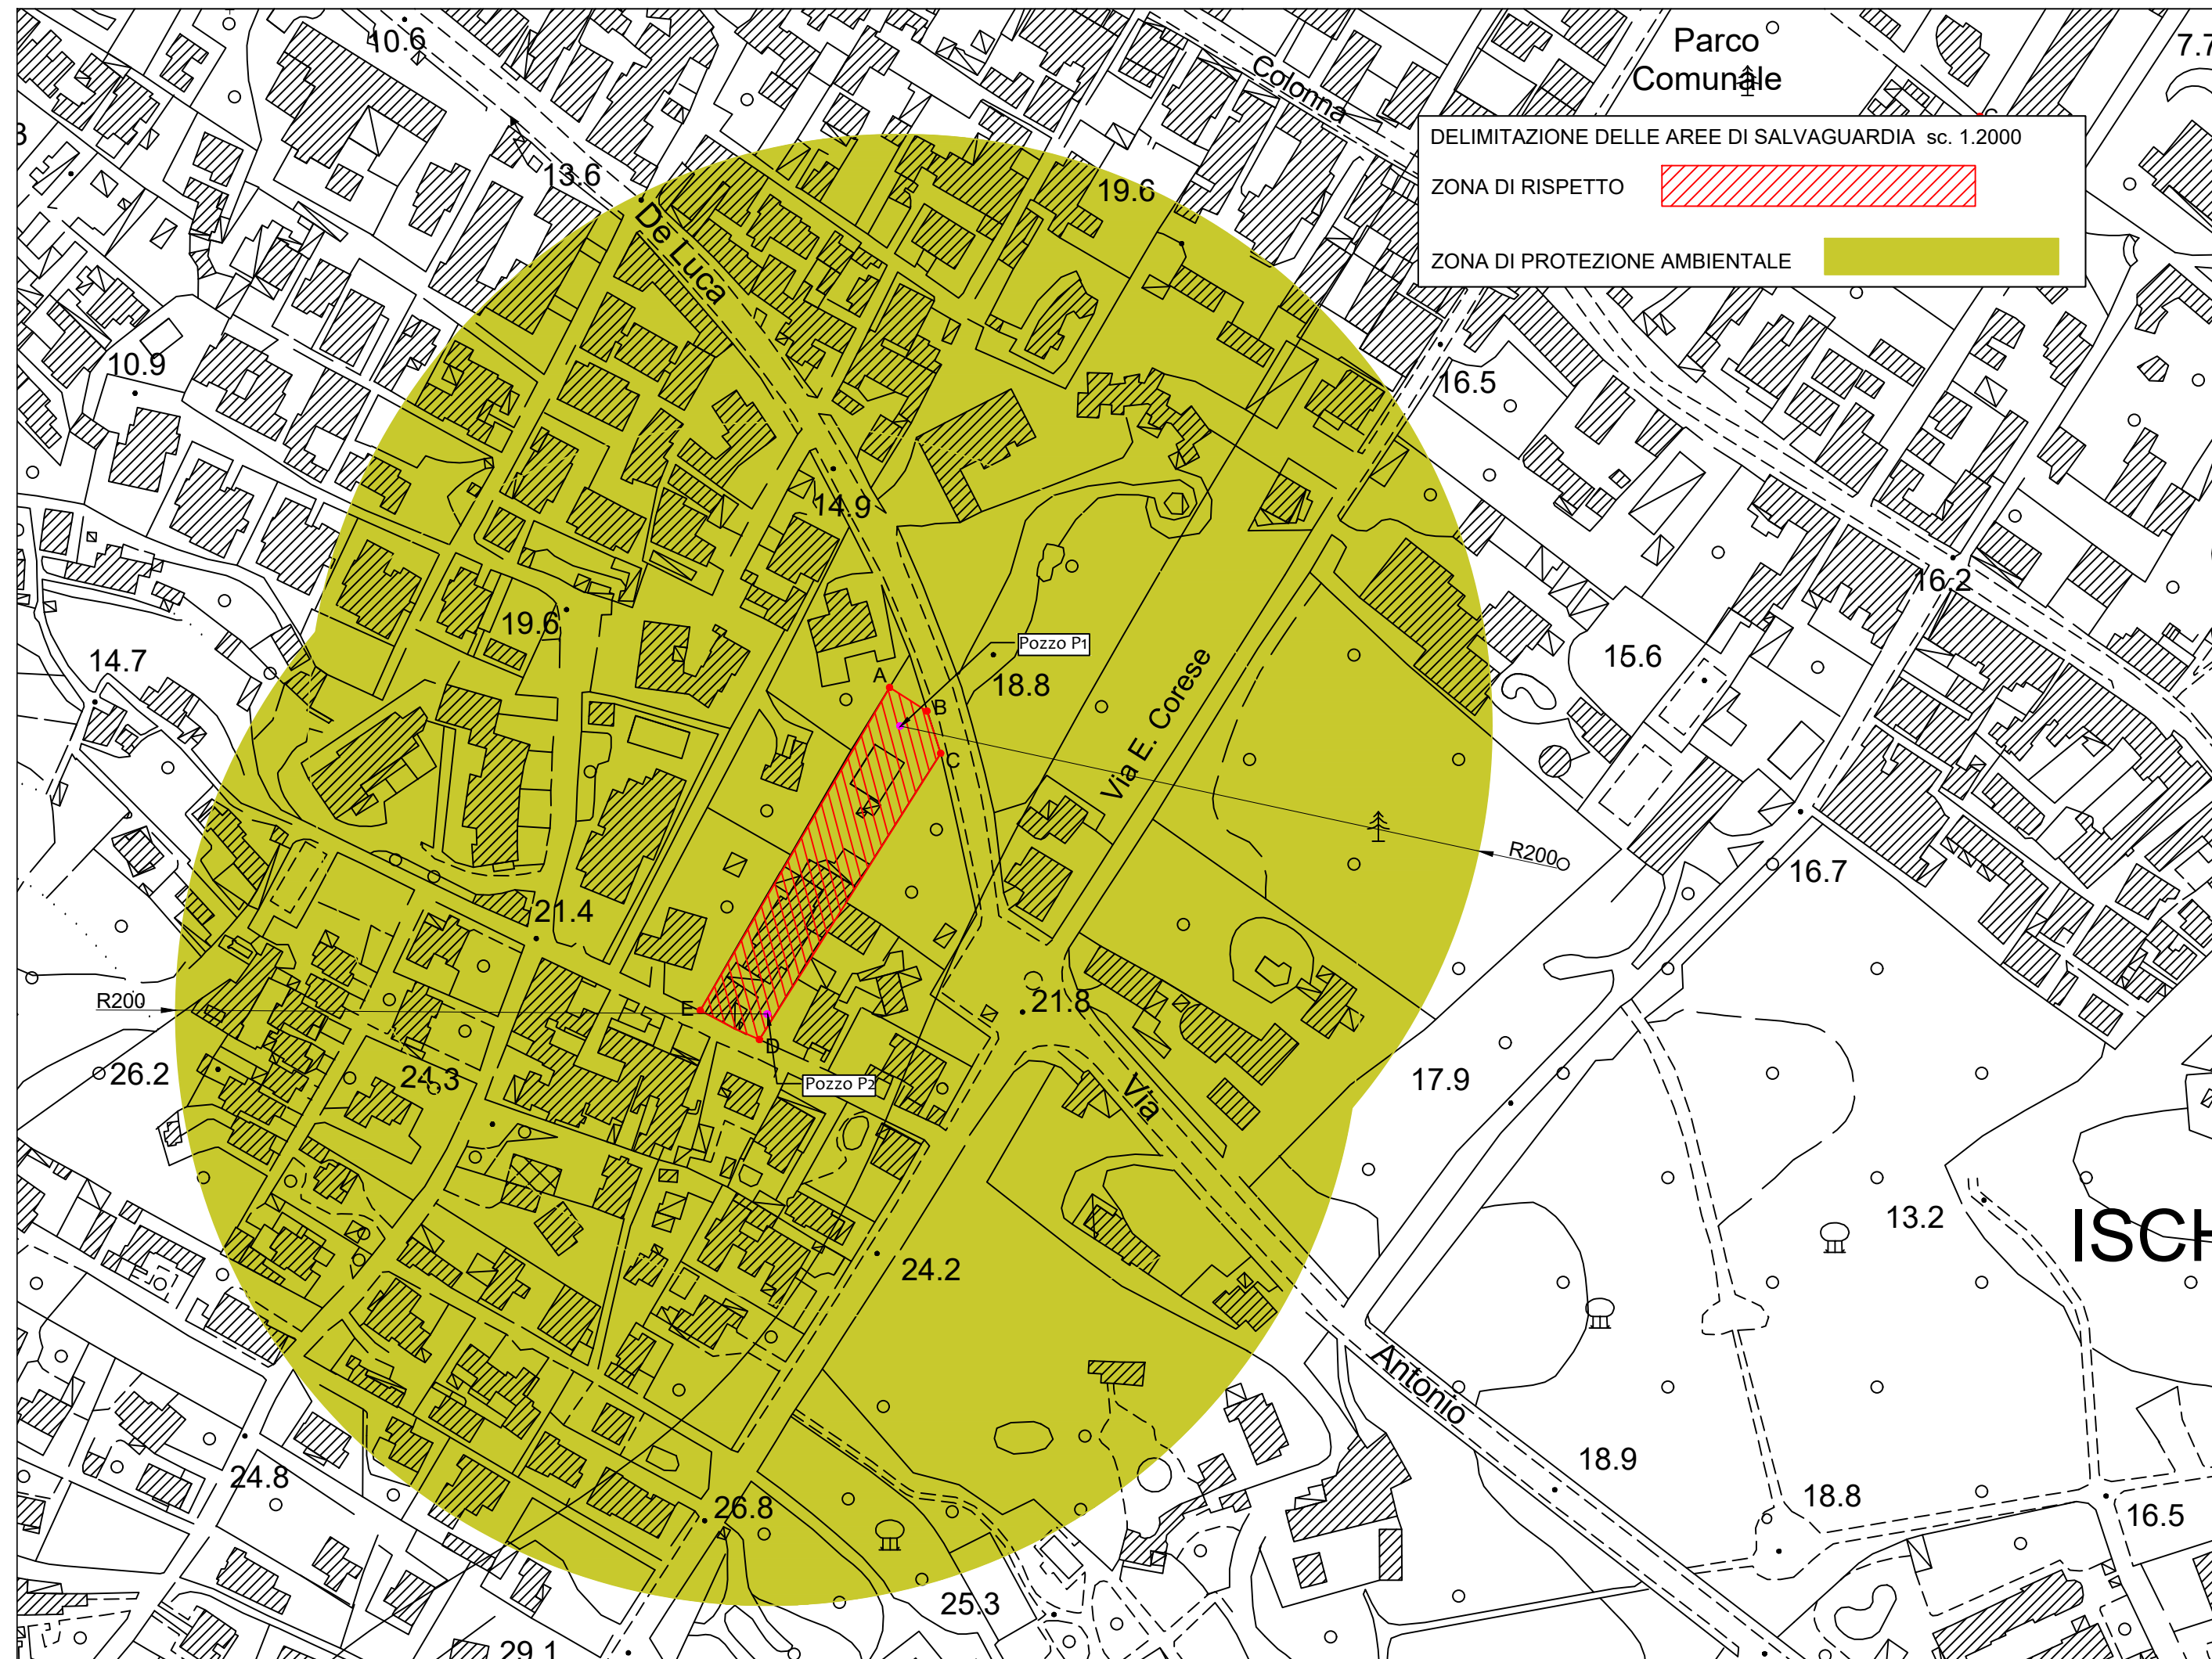 10.6
Colonna
Parco
Comunale
7.7
DELIMITAZIONE DELLE AREE DI SALVAGUARDIA sc. 1.2000
ZONA DI RISPETTO
ZONA DI PROTEZIONE AMBIENTALE
13.6
19.6
De Luca
10.9
16.5
14.9
16.2
19.6
14.7
Pozzo P1
15.6
A
18.8
B
C
Via E. Corese
R200
16.7
21.4
R200
E
21.8
D
26.2
24.3
Pozzo P2
17.9
Via
13.2
ISCH
24.2
Antonio
24.8
18.9
26.8
18.8
16.5
25.3
29.1